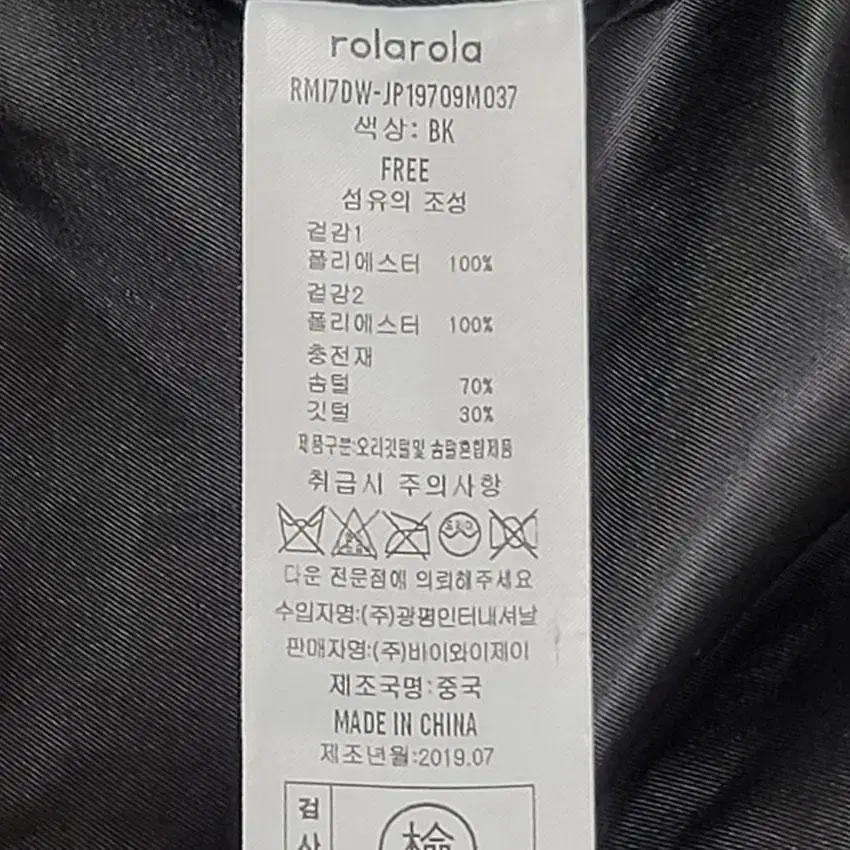 rolarola
RMI7DW-JP19709M037
색상: BK
FREE
섬유의 조성
겉감1
폴리에스터 100%
겉감2
폴리에스터 100%
충전재
솜털 70%
깃털 30%
제품구분:오리깃털및 솜털혼합제품
취급시 주의사항
다운 전문점에 의뢰해주세요
수입자명:(주)광평인터내셔날
판매자명:(주)바이와이제이
제조국명:중국
MADE IN CHINA
제조년월:2019.07
검
檢